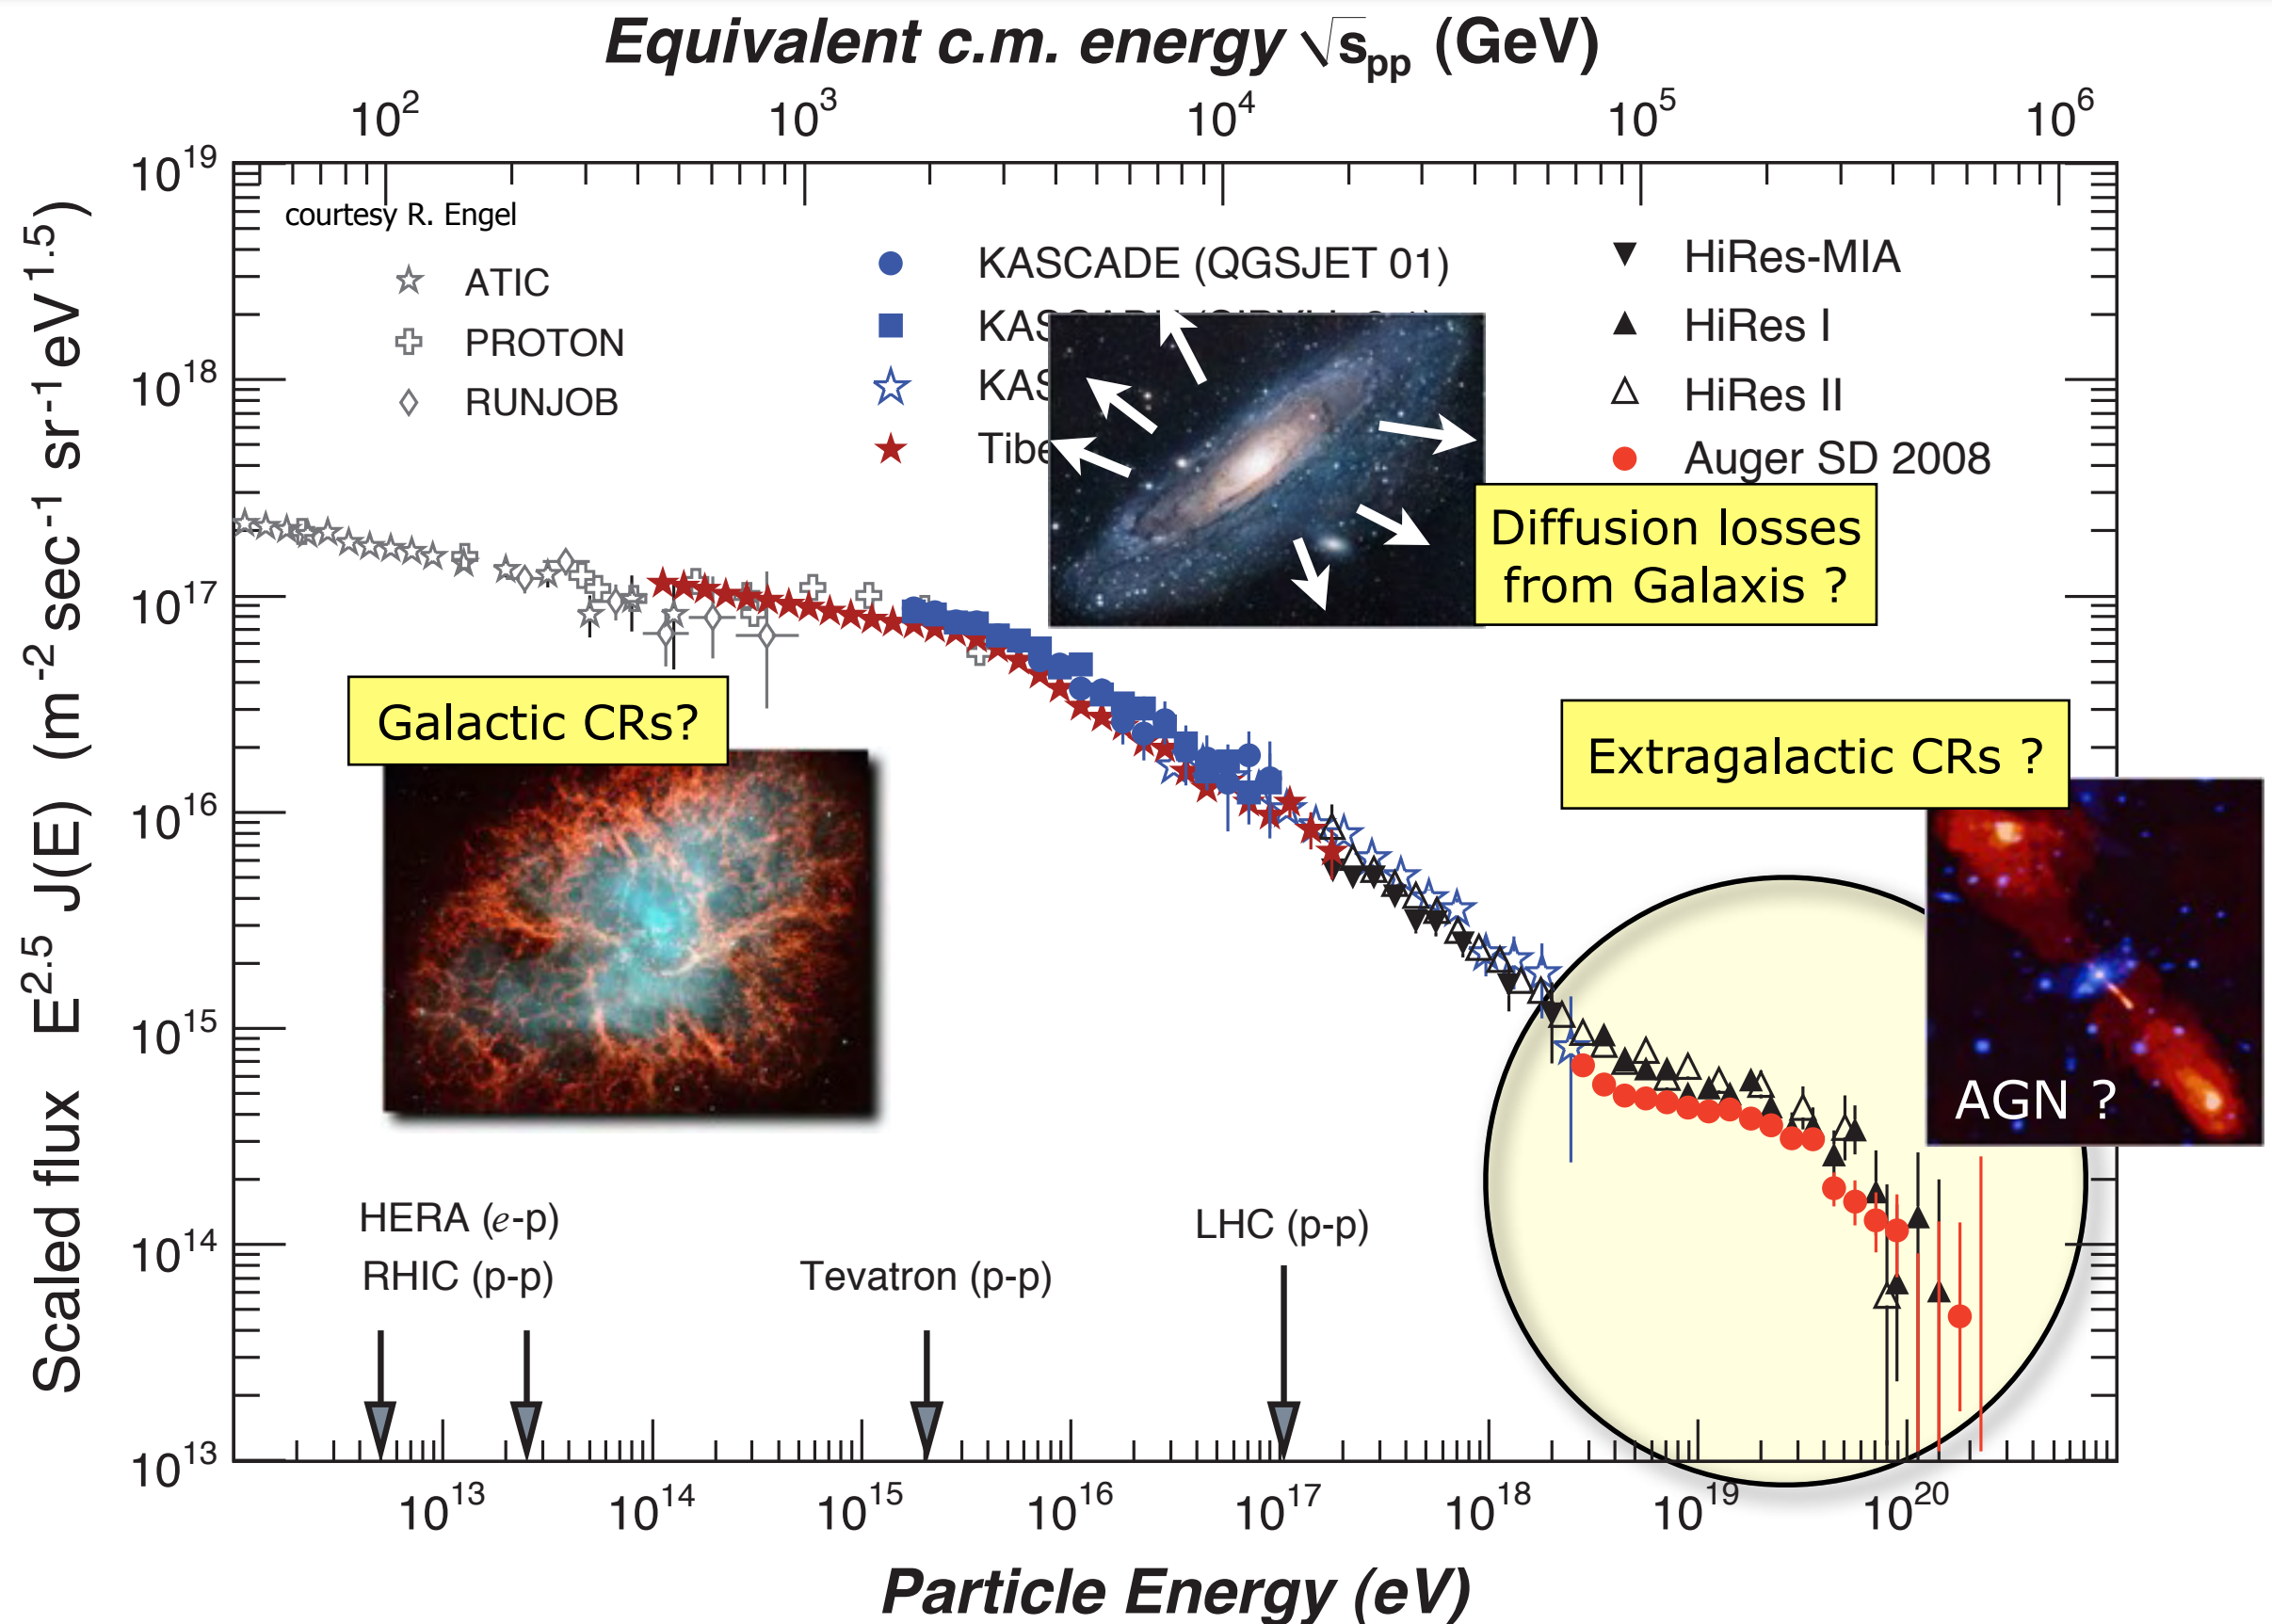 Equivalent c.m. energy √s_pp (GeV)
10^2 10^3 10^4 10^5 10^6
Scaled flux E^2.5 J(E) (m^-2 sec^-1 sr^-1 eV^1.5)
10^19
10^18
10^17
10^16
10^15
10^14
10^13
courtesy R. Engel
ATIC
PROTON
RUNJOB
KASCADE (QGSJET 01)
HiRes-MIA
HiRes I
HiRes II
Auger SD 2008
Diffusion losses
from Galaxis ?
Galactic CRs?
Extragalactic CRs ?
AGN ?
HERA (e-p)
RHIC (p-p)
Tevatron (p-p)
LHC (p-p)
10^13 10^14 10^15 10^16 10^17 10^18 10^19 10^20
Particle Energy (eV)